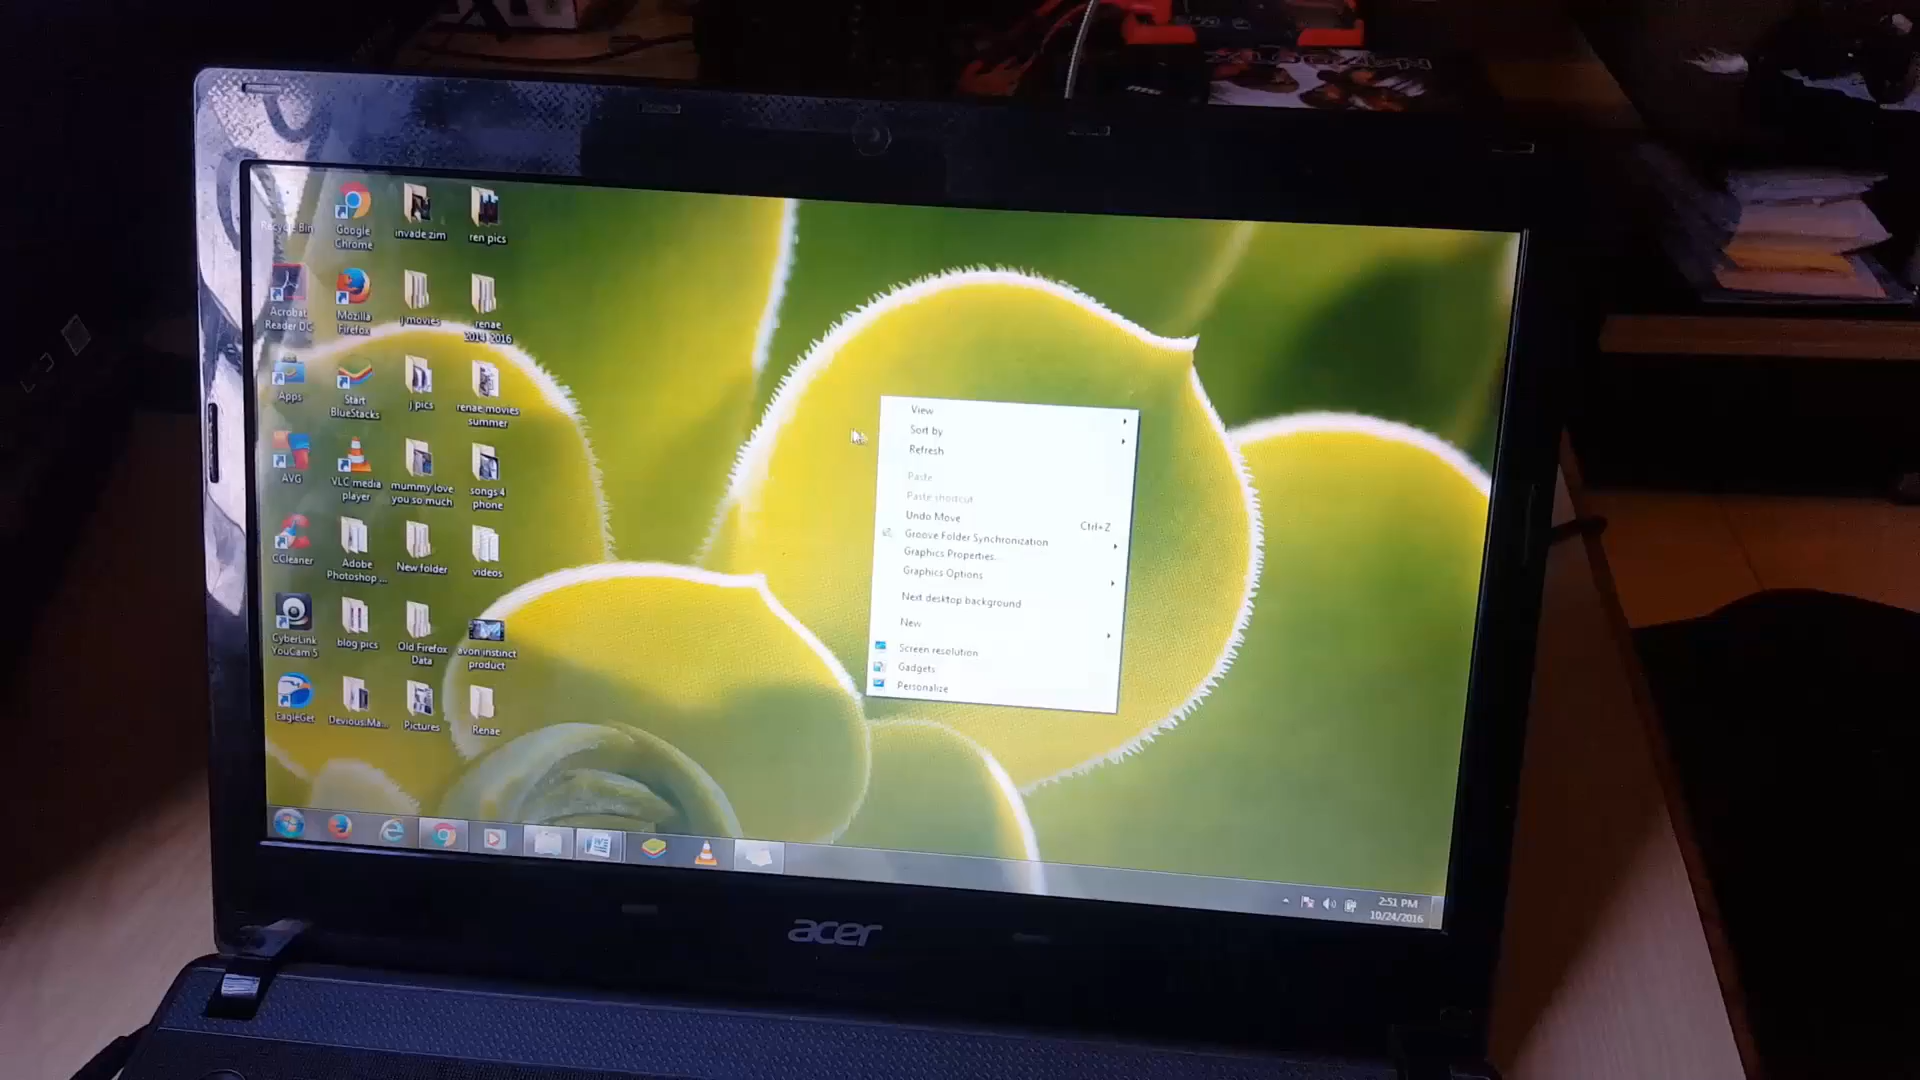 Recycle Bin
Google
Chrome
invade zim
ren pics
Acrobat
Reader DC
Mozilla
Firefox
j movies
renae
2014-2016
Apps
Start
BlueStacks
j pics
renae movies
summer
AVG
VLC media
player
mummy love
you so much
songs 4
phone
CCleaner
Adobe
Photoshop ...
New folder
videos
CyberLink
YouCam 5
blog pics
Old Firefox
Data
avon instinct
product
EagleGet
Devious.Ma...
Pictures
Renae
View
Sort by
Refresh
Paste
Paste shortcut
Undo Move Ctrl+Z
Groove Folder Synchronization
Graphics Properties...
Graphics Options
Next desktop background
New
Screen resolution
Gadgets
Personalize
2:51 PM
10/24/2016
acer